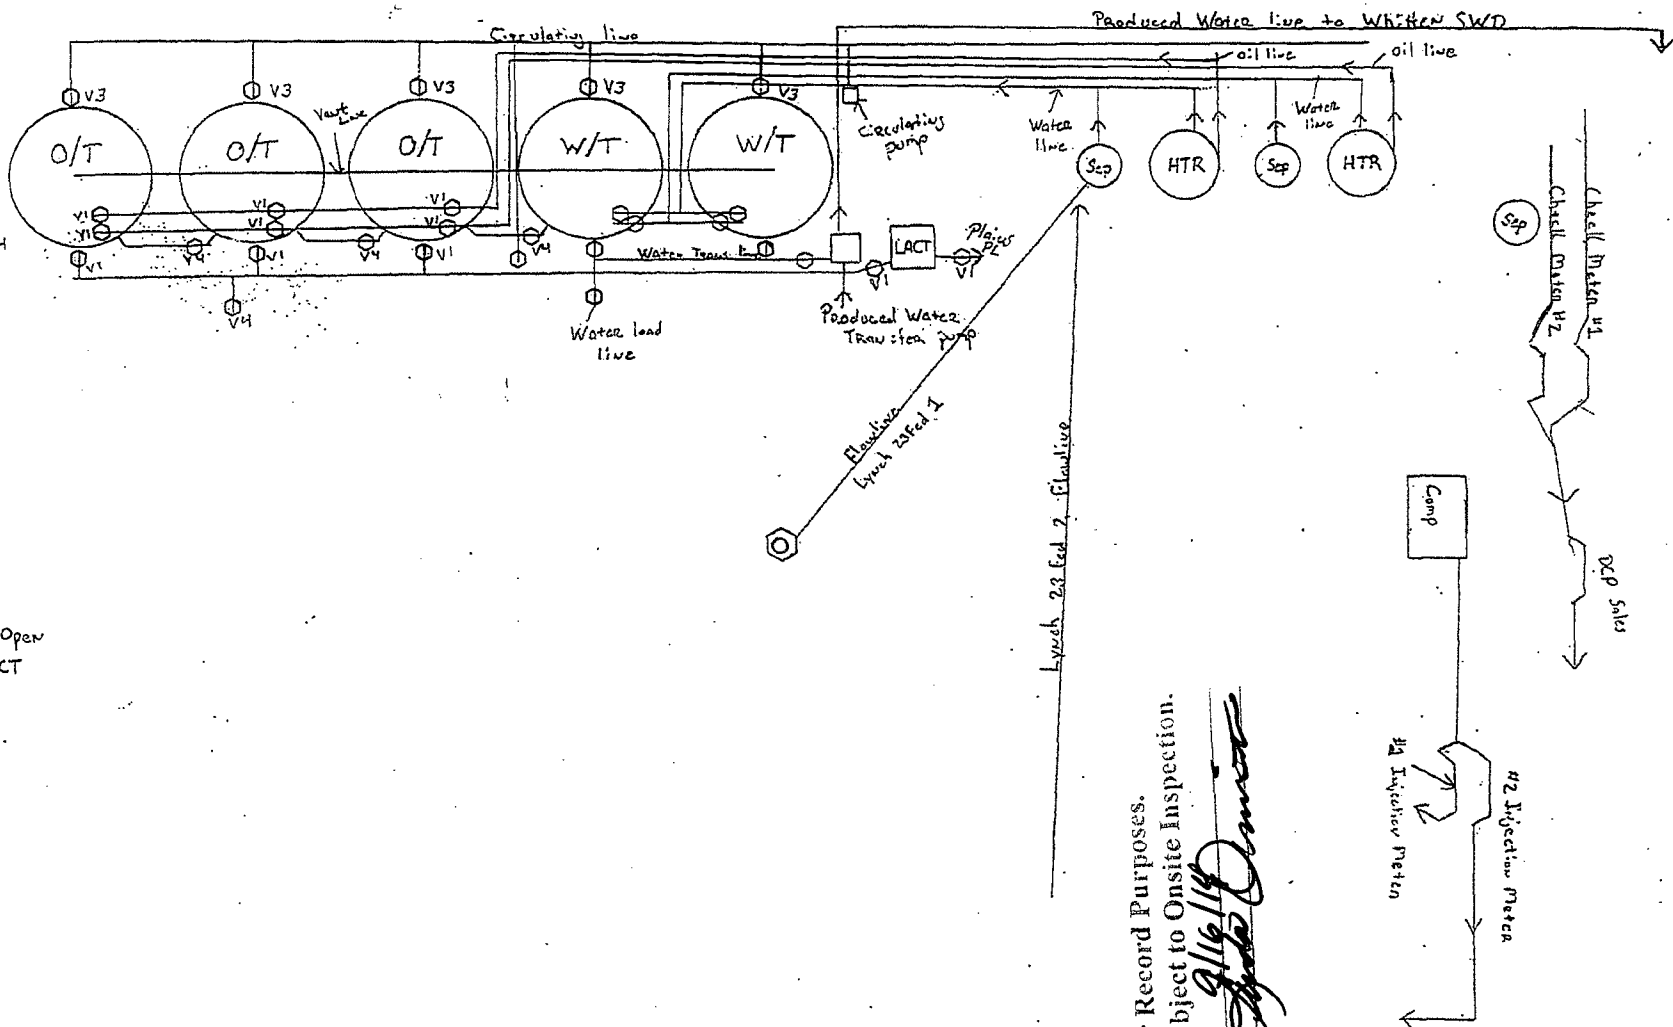 Produced Water line to Whitten SWD
Circulating line
oil line
oil line
V3
V3
V3
V3
V3
Vent
Line
O/T
O/T
O/T
W/T
W/T
Circulating
pump
Water
line
Water
line
Sep
HTR
Sep
HTR
V1
V1
V1
V1
V1
V1
V4
V4
V4
V1
V1
V1
V4
Water Trans line
LACT
V1
V1
Plains
PL
Water load
line
Produced Water
Transfer pump
Flowline
Lynch 23 Fed 1
Lynch 23 Fed 2 Flowline
Sep
Check Meter #2
Check Meter #1
Comp
DCP Sales
#1 Injection Meter
#2 Injection Meter
Open
CT
Record Purposes.
bject to Onsite Inspection.